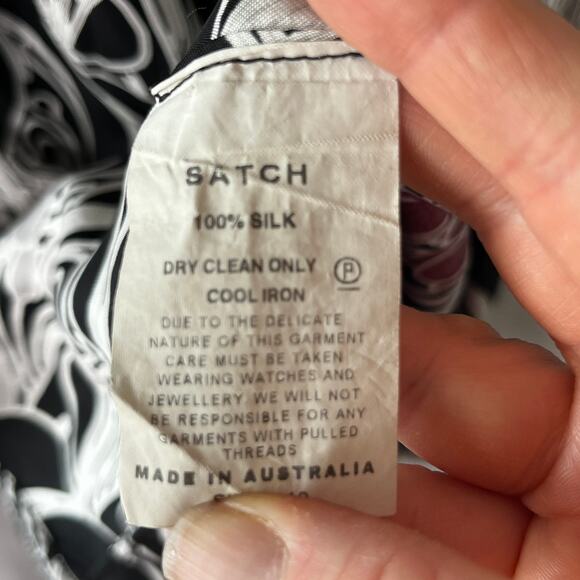 SATCH
100% SILK
DRY CLEAN ONLY P
COOL IRON
DUE TO THE DELICATE
NATURE OF THIS GARMENT
CARE MUST BE TAKEN
WEARING WATCHES AND
JEWELLERY. WE WILL NOT
BE RESPONSIBLE FOR ANY
GARMENTS WITH PULLED
THREADS
MADE IN AUSTRALIA